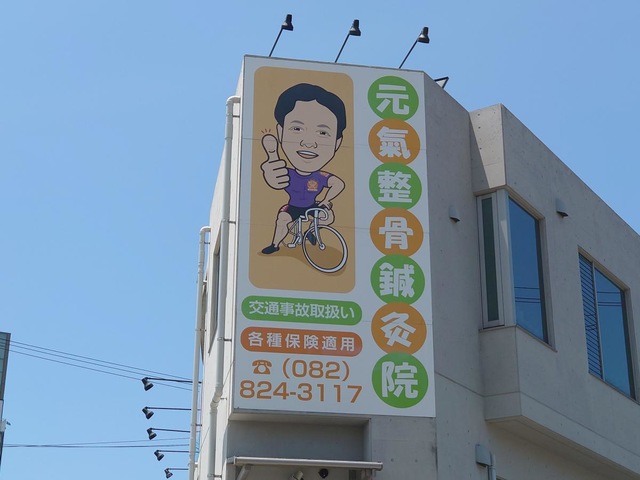 元氣整骨鍼灸院
交通事故取扱い
各種保険適用
☎ (082)
824-3117